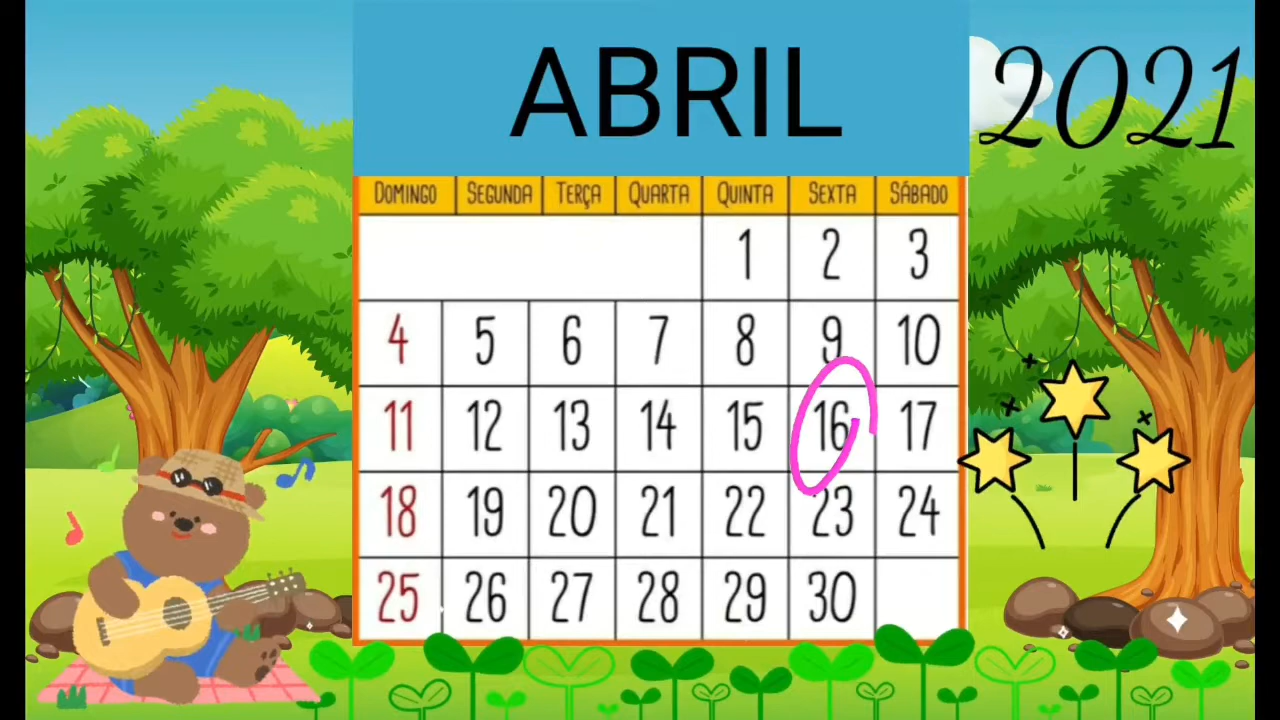 ABRIL 2021
DOMINGO SEGUNDA TERÇA QUARTA QUINTA SEXTA SÁBADO
1 2 3
4 5 6 7 8 9 10
11 12 13 14 15 16 17
18 19 20 21 22 23 24
25 26 27 28 29 30